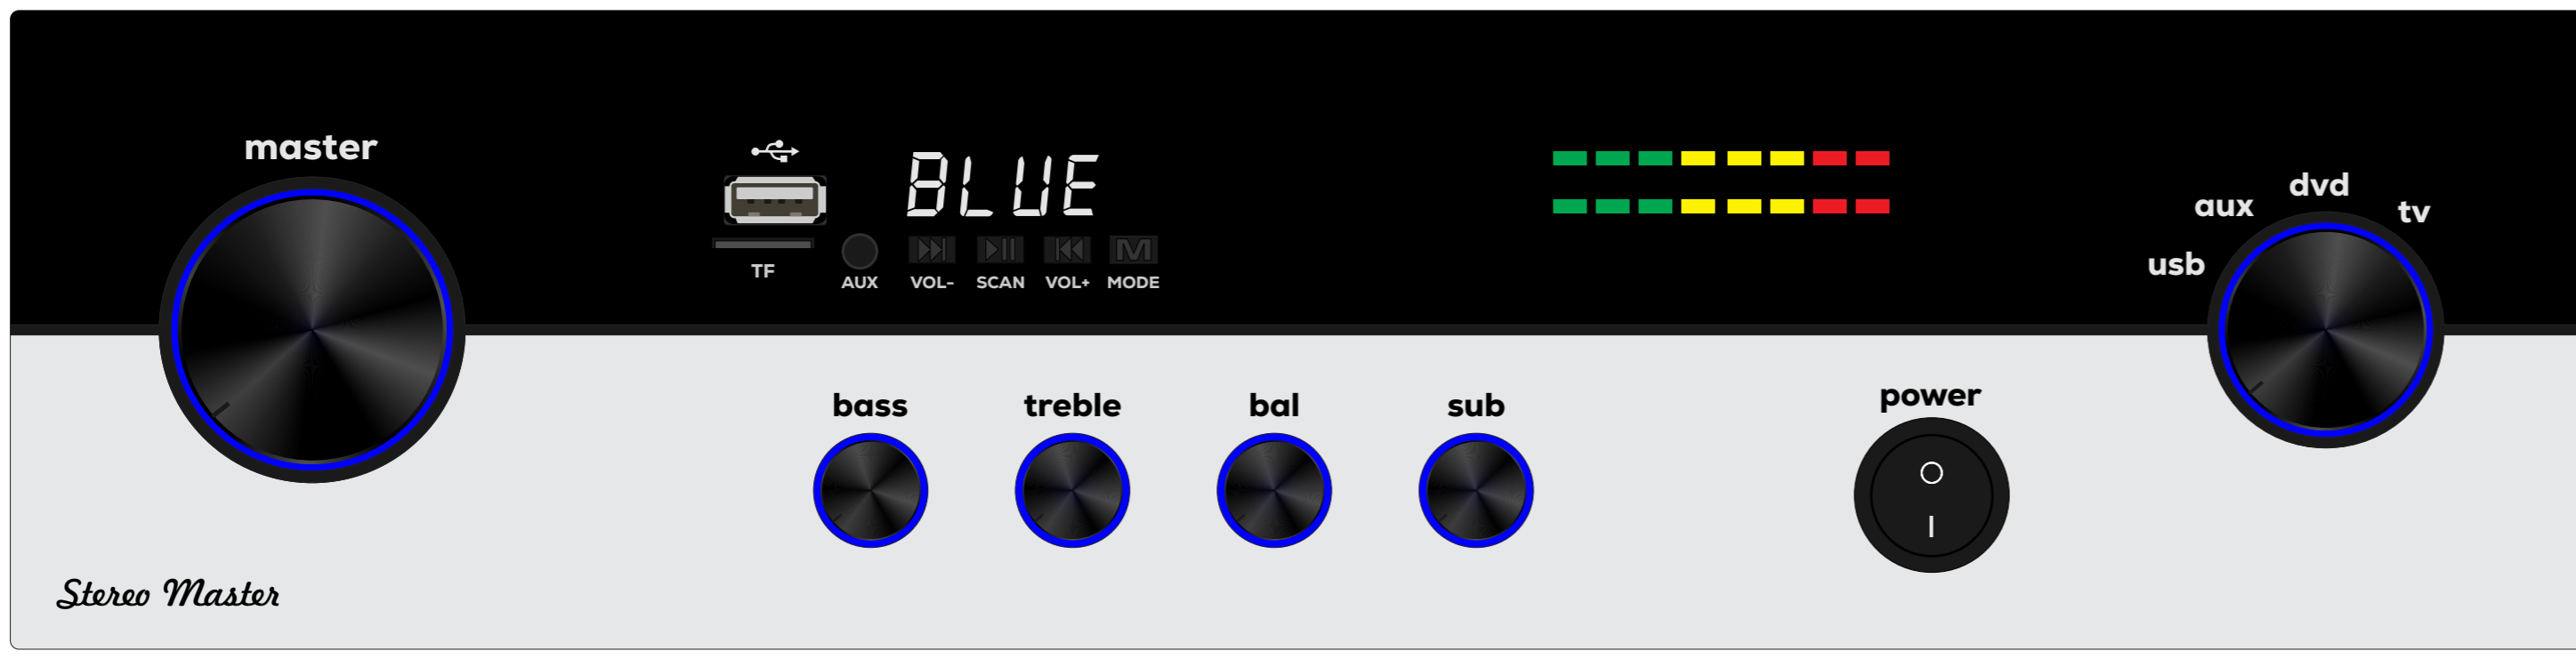 master
BLUE
TF
AUX
VOL-
SCAN
VOL+
M
MODE
usb
aux
dvd
tv
bass
treble
bal
sub
power
Stereo Master